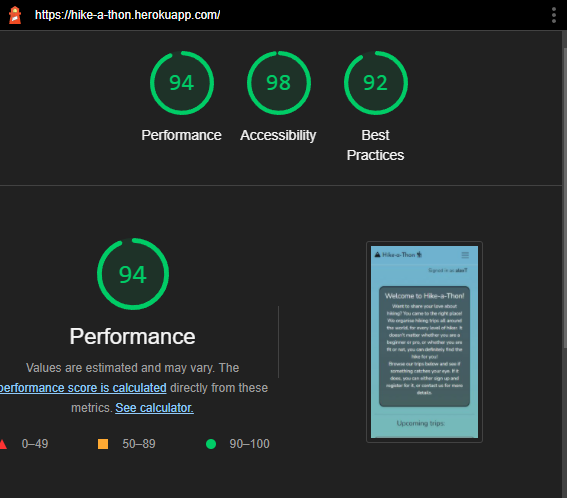 https://hike-a-thon.herokuapp.com/
94
98
92
Performance
Accessibility
Best
Practices
94
Performance
Values are estimated and may vary. The
performance score is calculated directly from these
metrics. See calculator.
0–49
50–89
90–100
Hike-a-Thon
Signed in as
Welcome to Hike-a-Thon!
Want to share your love about
hiking? You came to the right place!
We organise hiking trips all around
the world, for every level of hiker. It
doesn't matter whether you are a
beginner or pro, or whether you are
fit or not, you can definitely find the
hike for you!
Browse our trips below and see if
something catches your eye. If it
does, you can either sign up and
register for it, or contact us for more
details.
Upcoming trips: